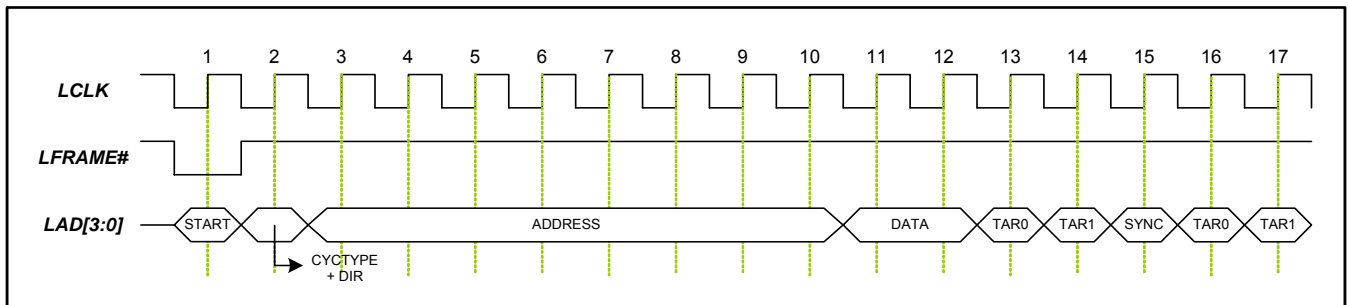 1 2 3 4 5 6 7 8 9 10 11 12 13 14 15 16 17
LCLK
LFRAME#
LAD[3:0] START ADDRESS DATA TAR0 TAR1 SYNC TAR0 TAR1
CYCTYPE
+ DIR